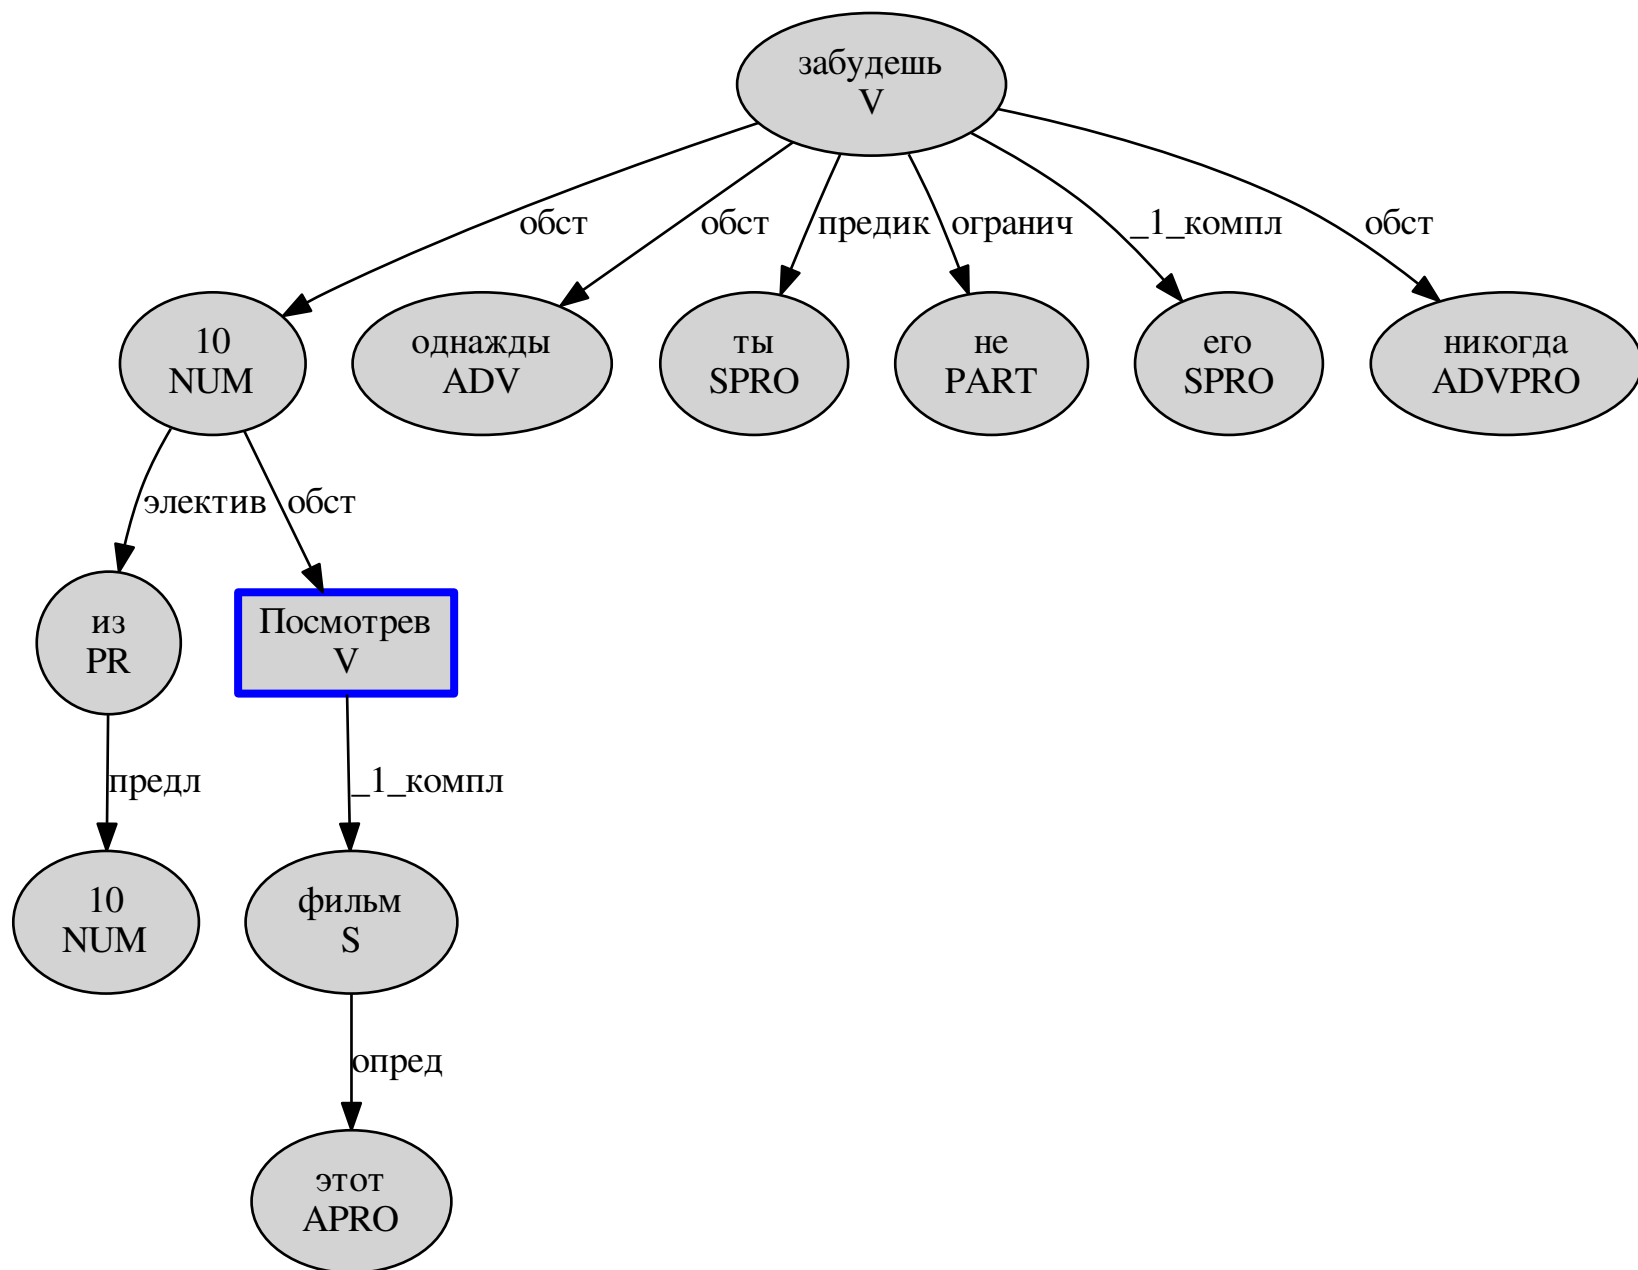 забудешь
V
обст
обст
предик
огранич
_1_компл
обст
10
NUM
однажды
ADV
ты
SPRO
не
PART
его
SPRO
никогда
ADVPRO
электив
обст
из
PR
Посмотрев
V
предл
_1_компл
10
NUM
фильм
S
опред
этот
APRO